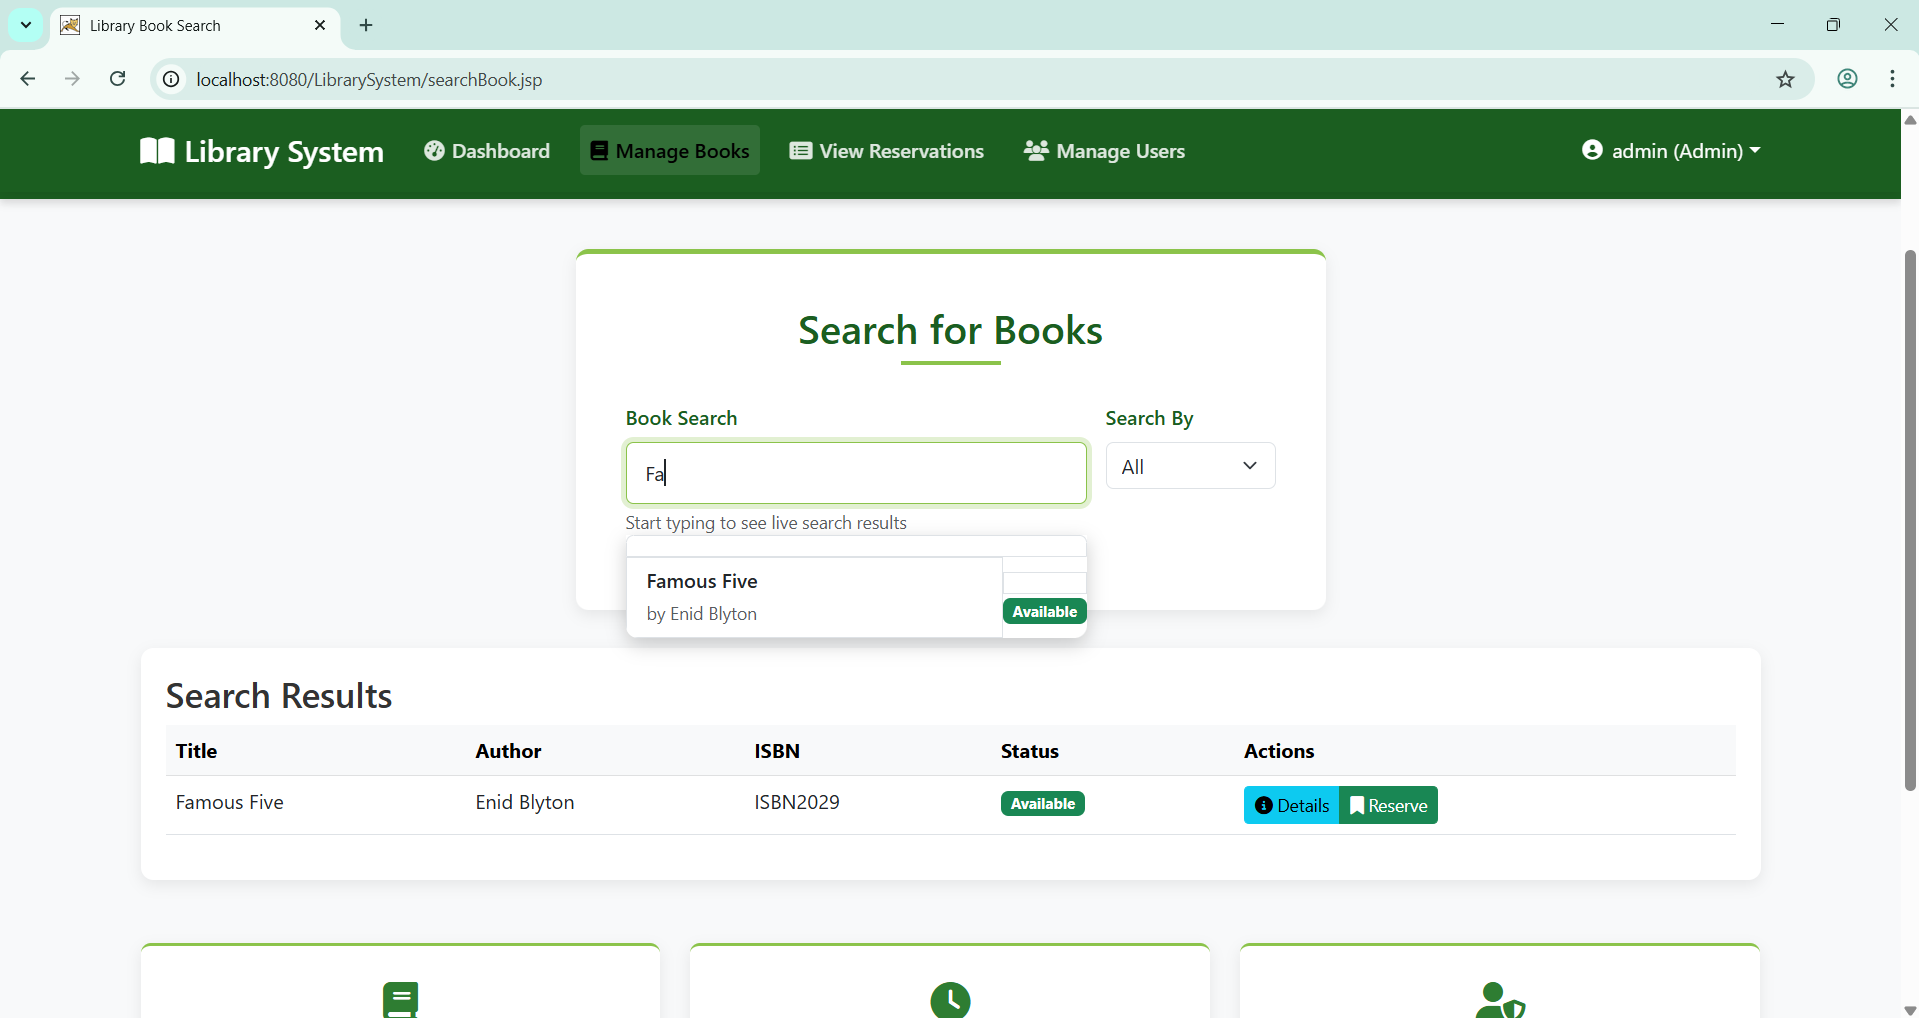 Library Book Search
localhost:8080/LibrarySystem/searchBook.jsp
Library System Dashboard Manage Books View Reservations Manage Users admin (Admin)
Search for Books
Book Search Search By
Fa All
Start typing to see live search results
Famous Five
by Enid Blyton Available
Search Results
Title Author ISBN Status Actions
Famous Five Enid Blyton ISBN2029 Available Details Reserve